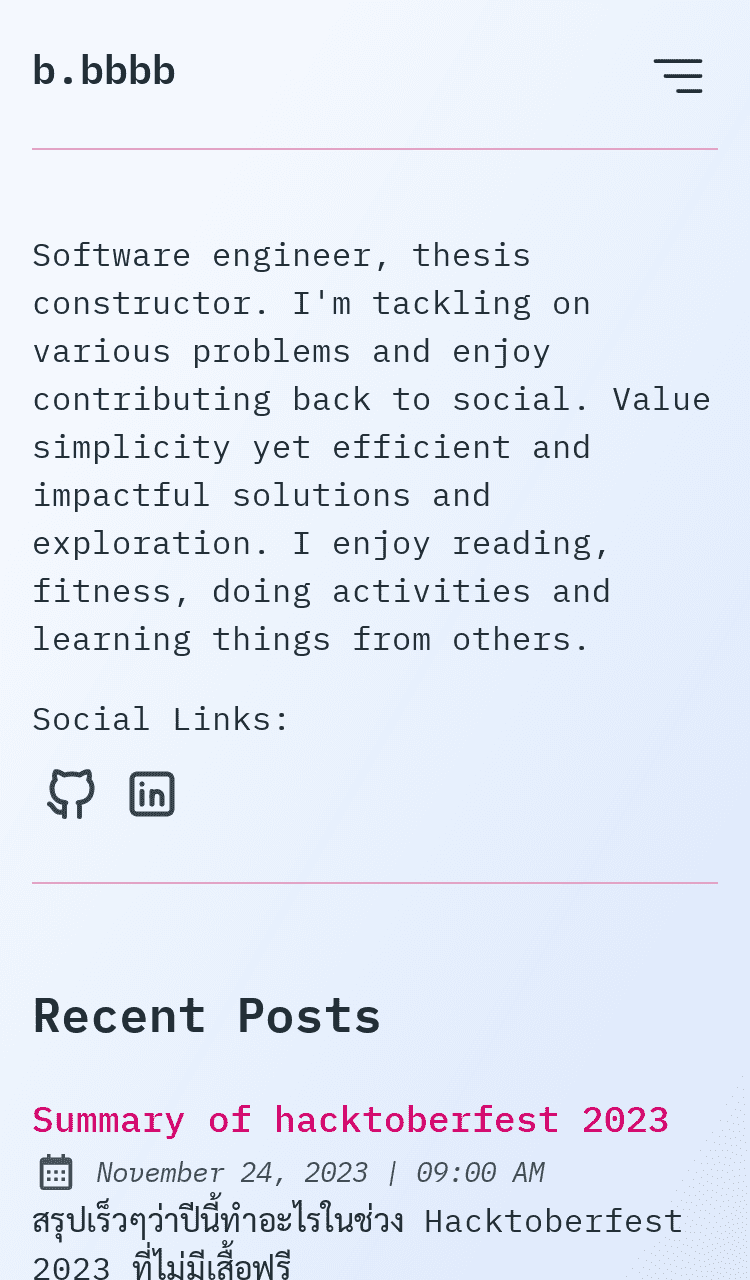 b.bbbb
Software engineer, thesis
constructor. I'm tackling on
various problems and enjoy
contributing back to social. Value
simplicity yet efficient and
impactful solutions and
exploration. I enjoy reading,
fitness, doing activities and
learning things from others.
Social Links:
in
Recent Posts
Summary of hacktoberfest 2023
November 24, 2023 | 09:00 AM
สรุปเร็วๆว่าปีนี้ทำอะไรในช่วง Hacktoberfest
2023 ที่ไม่มีเสื้อฟรี